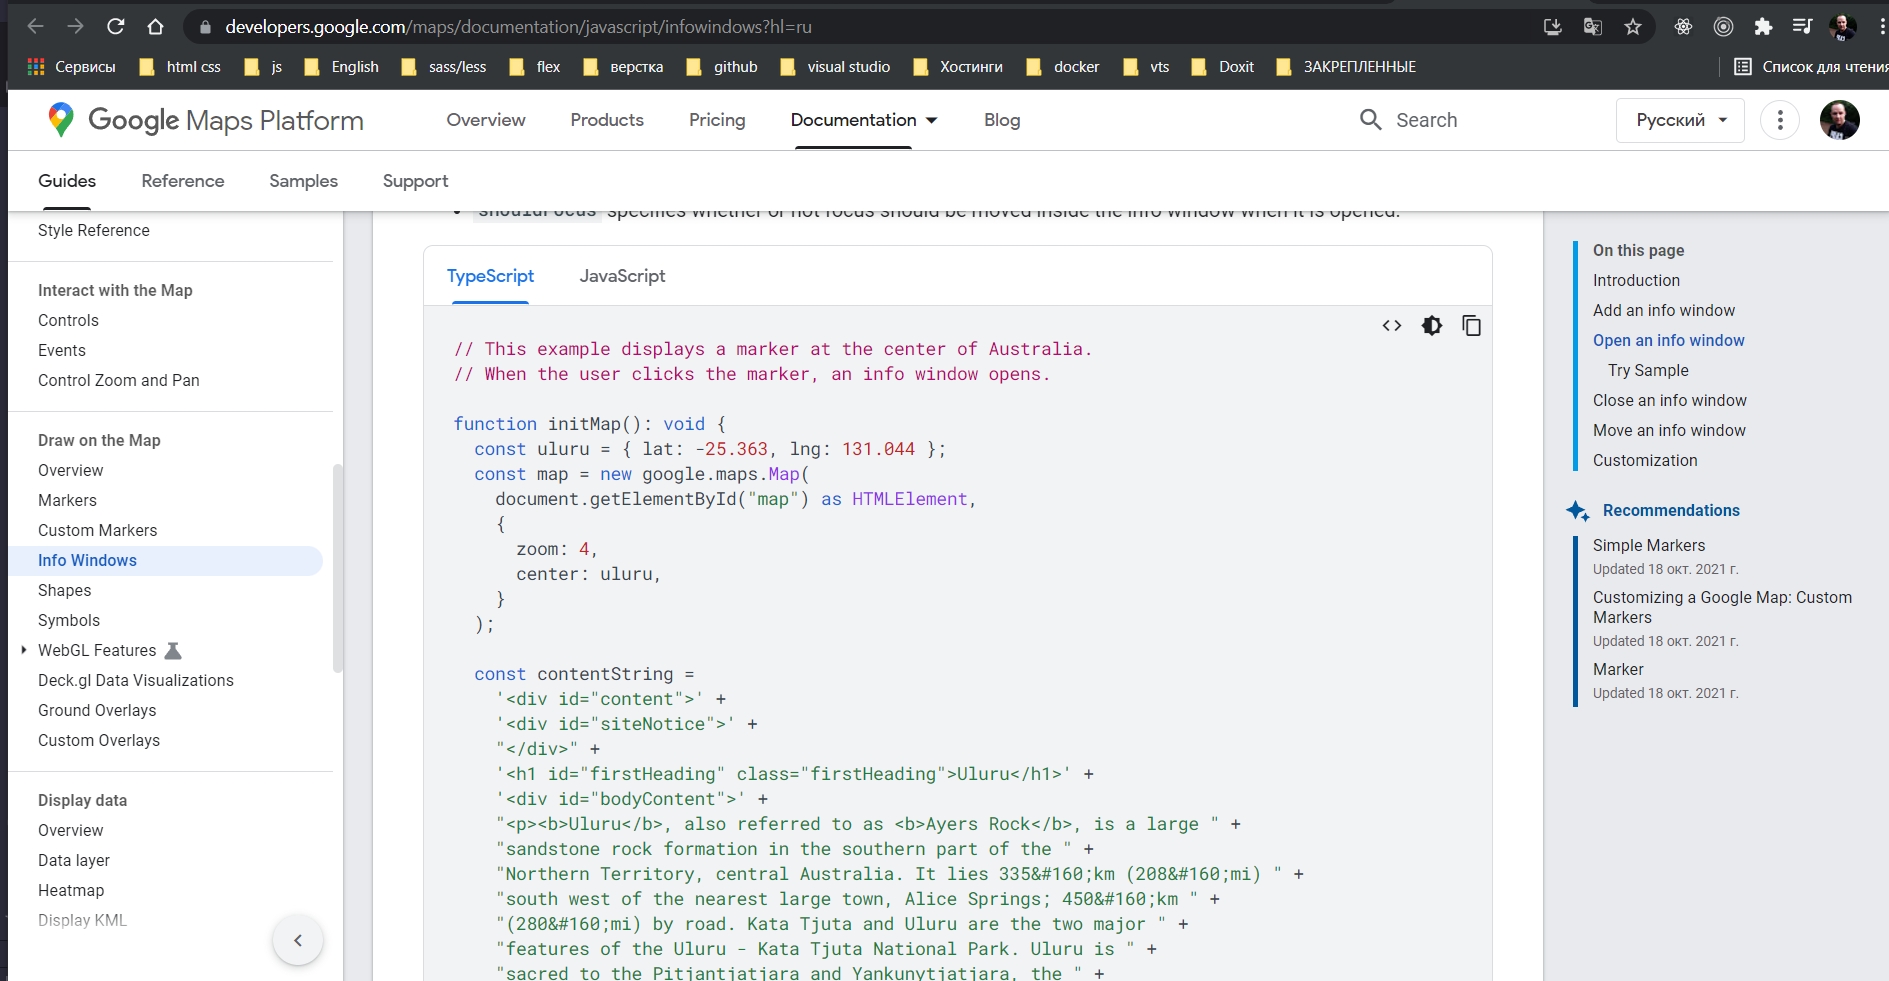 developers.google.com/maps/documentation/javascript/infowindows?hl=ru
Сервисы html css js English sass/less flex верстка github visual studio Хостинги docker vts Doxit ЗАКРЕПЛЕННЫЕ Список для чтения
Google Maps Platform Overview Products Pricing Documentation Blog Search Русский
Guides Reference Samples Support
Style Reference
Interact with the Map
Controls
Events
Control Zoom and Pan
Draw on the Map
Overview
Markers
Custom Markers
Info Windows
Shapes
Symbols
WebGL Features
Deck.gl Data Visualizations
Ground Overlays
Custom Overlays
Display data
Overview
Data layer
Heatmap
Display KML
shouldFocus specifies whether or not focus should be moved inside the info window when it is opened.
TypeScript JavaScript
// This example displays a marker at the center of Australia.
// When the user clicks the marker, an info window opens.
function initMap(): void {
const uluru = { lat: -25.363, lng: 131.044 };
const map = new google.maps.Map(
document.getElementById("map") as HTMLElement,
{
zoom: 4,
center: uluru,
}
);
const contentString =
'<div id="content">' +
'<div id="siteNotice">' +
"</div>" +
'<h1 id="firstHeading" class="firstHeading">Uluru</h1>' +
'<div id="bodyContent">' +
"<p><b>Uluru</b>, also referred to as <b>Ayers Rock</b>, is a large " +
"sandstone rock formation in the southern part of the " +
"Northern Territory, central Australia. It lies 335&#160;km (208&#160;mi) " +
"south west of the nearest large town, Alice Springs; 450&#160;km " +
"(280&#160;mi) by road. Kata Tjuta and Uluru are the two major " +
"features of the Uluru - Kata Tjuta National Park. Uluru is " +
"sacred to the Pitjantjatjara and Yankunytjatjara, the " +
On this page
Introduction
Add an info window
Open an info window
Try Sample
Close an info window
Move an info window
Customization
Recommendations
Simple Markers
Updated 18 окт. 2021 г.
Customizing a Google Map: Custom
Markers
Updated 18 окт. 2021 г.
Marker
Updated 18 окт. 2021 г.